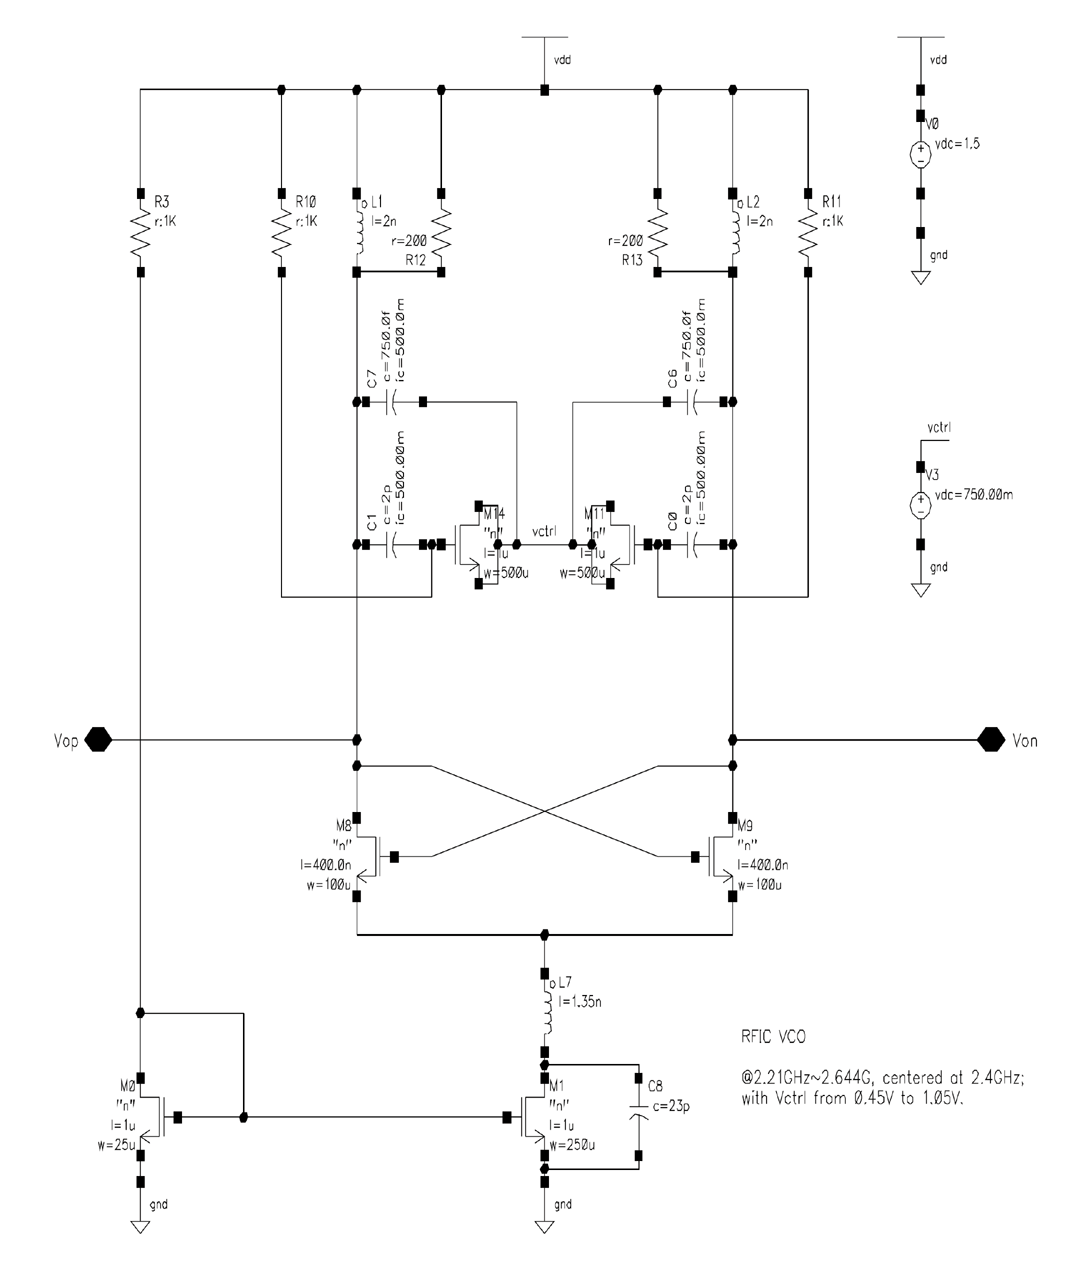 vdd
vdd
V0
vdc=1.5
gnd
R3
r:1K
R10
r:1K
L1
l=2n
r=200
R12
r=200
R13
L2
l=2n
R11
r:1K
C7
c=750.0f
ic=500.0m
C6
c=750.0f
ic=500.0m
vctrl
V3
vdc=750.00m
gnd
C1
c=2p
ic=500.00m
M14
"n"
l=1u
w=500u
vctrl
M11
"n"
l=1u
w=500u
C0
c=2p
ic=500.00m
Vop
Von
M8
"n"
l=400.0n
w=100u
M9
"n"
l=400.0n
w=100u
L7
l=1.35n
RFIC VCO
@2.21GHz~2.644G, centered at 2.4GHz;
with Vctrl from 0.45V to 1.05V.
M0
"n"
l=1u
w=25u
M1
"n"
l=1u
w=250u
C8
c=23p
gnd
gnd